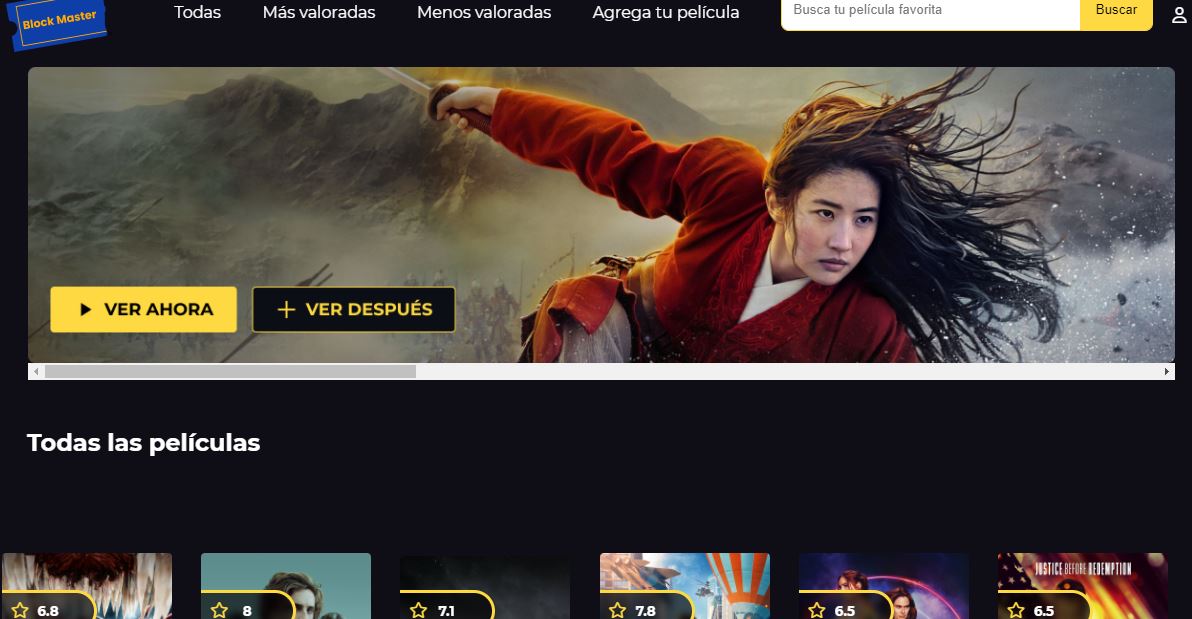 Block Master
Todas Más valoradas Menos valoradas Agrega tu película Busca tu película favorita Buscar
VER AHORA VER DESPUÉS
Todas las películas
JUSTICE BEFORE REDEMPTION
6.8 8 7.1 7.8 6.5 6.5